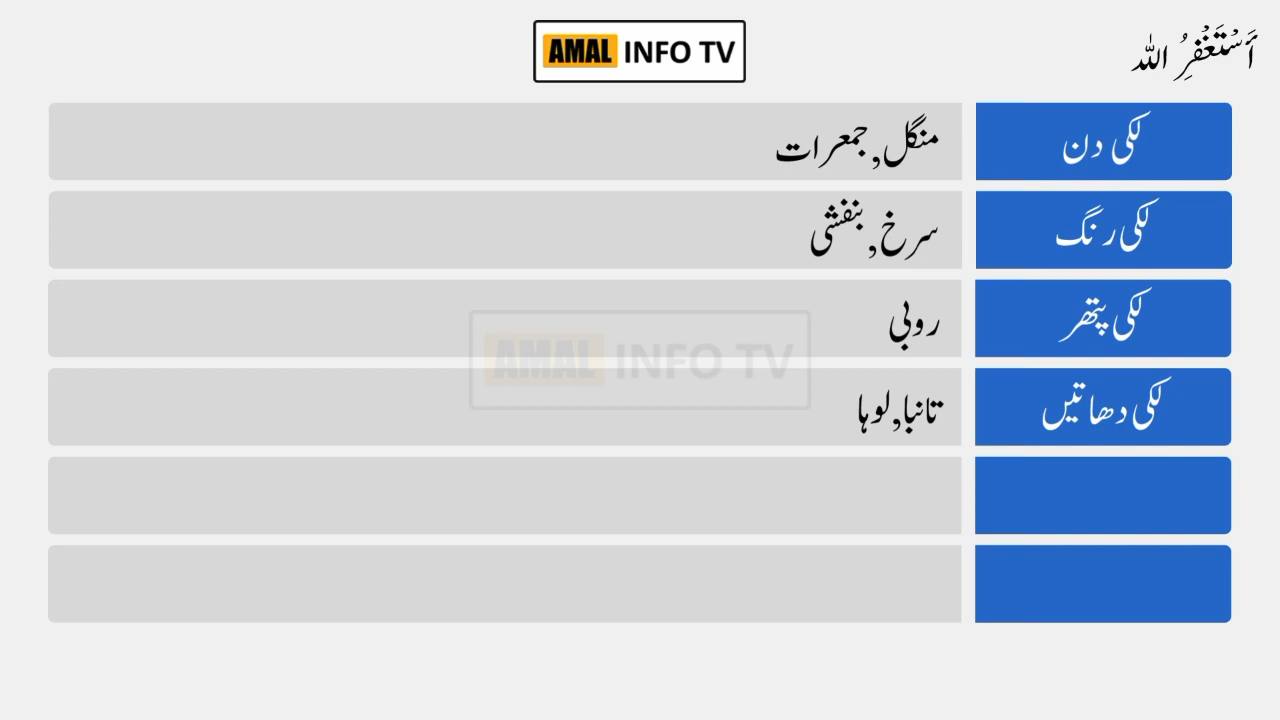 AMAL INFO TV
أَسْتَغْفِرُ اللّٰه
لکی دن
منگل,جمعرات
لکی رنگ
سرخ,بنفشی
لکی پتھر
روبی
لکی دھاتیں
تانبا,لوہا
AMAL INFO TV